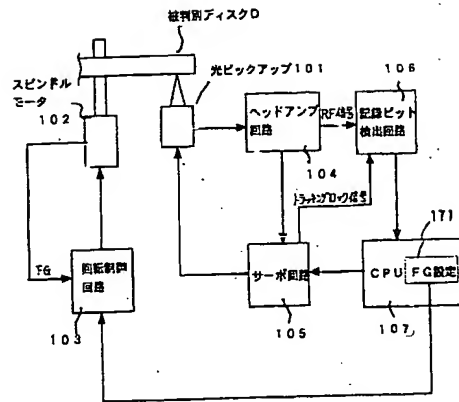 被判別ディスクD
光ピックアップ101
スピンドル
モータ
102
ヘッドアンプ
回路
104
RF信号
106
記録ピット
検出回路
トラッキングロック信号
171
FG
回転制御
回路
103
サーボ回路
105
CPU
FG設定
107